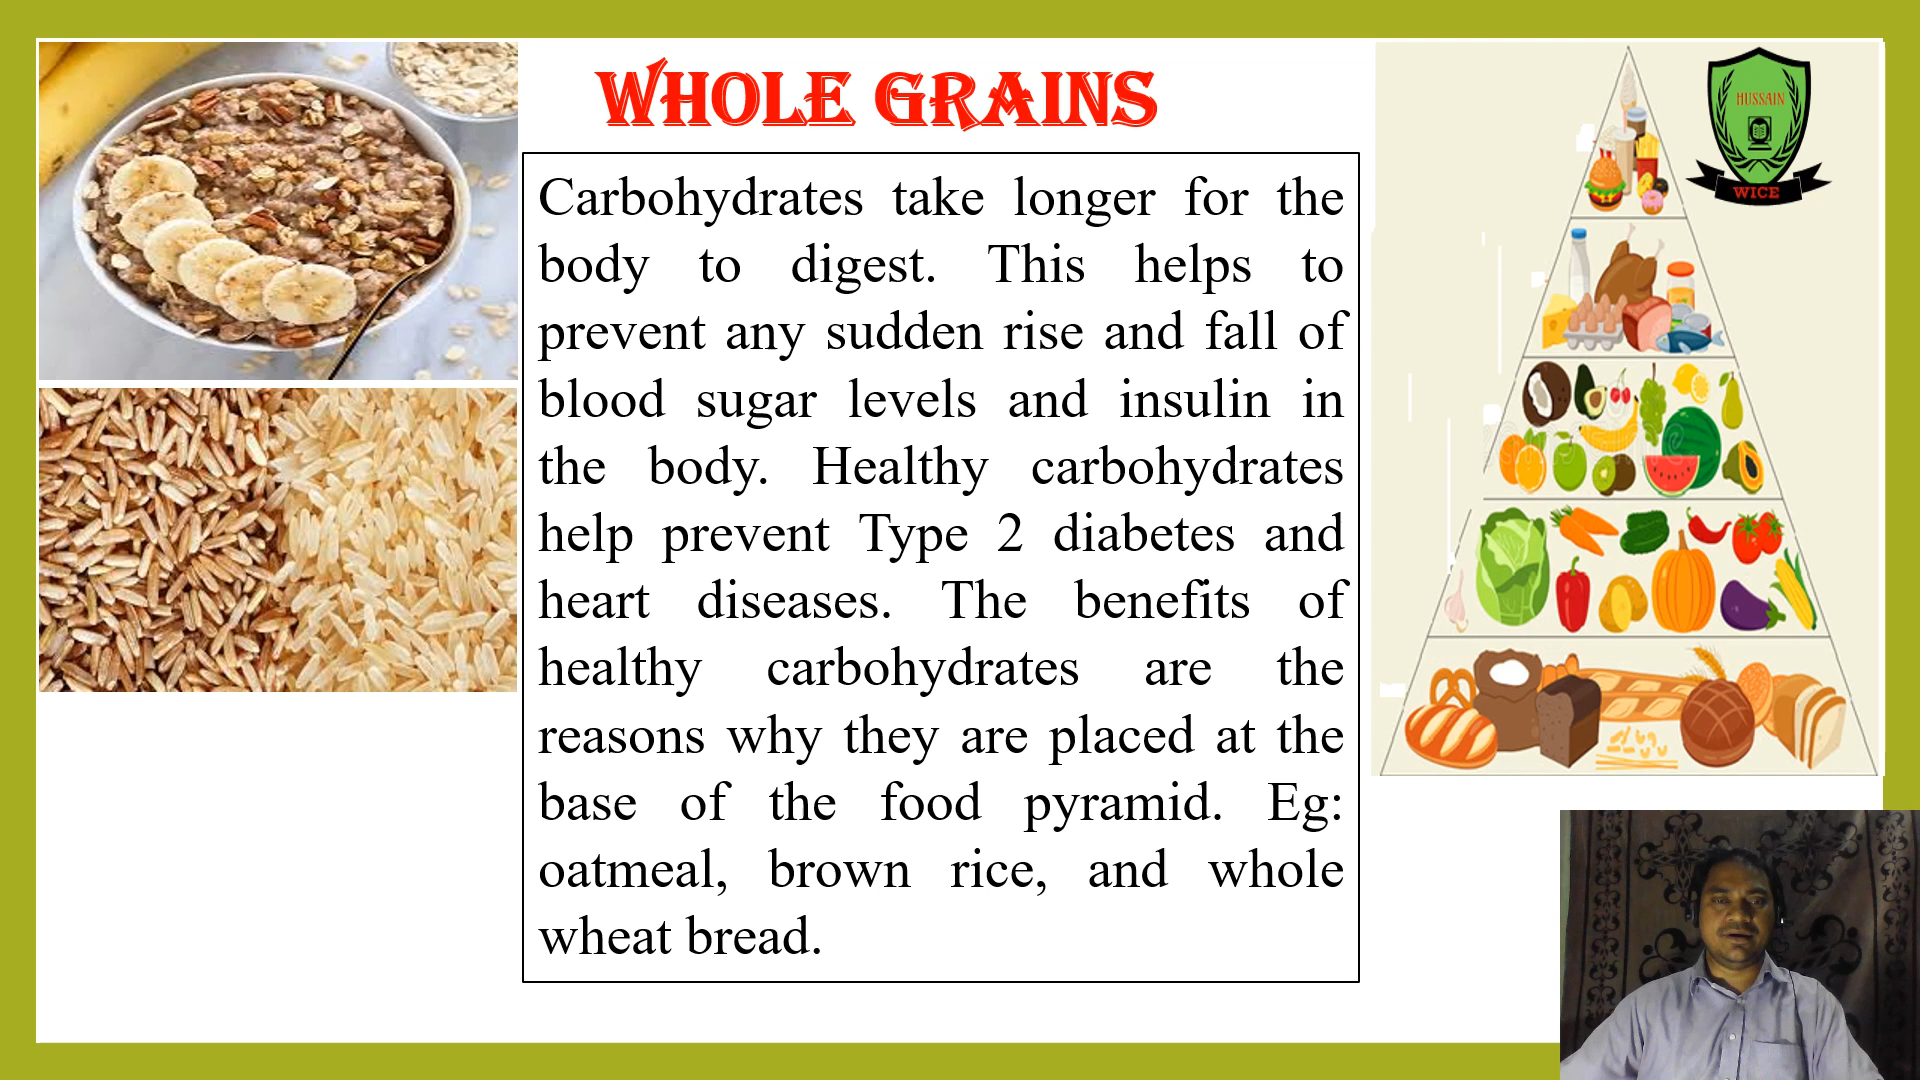 WHOLE GRAINS
Carbohydrates take longer for the
body to digest. This helps to
prevent any sudden rise and fall of
blood sugar levels and insulin in
the body. Healthy carbohydrates
help prevent Type 2 diabetes and
heart diseases. The benefits of
healthy carbohydrates are the
reasons why they are placed at the
base of the food pyramid. Eg:
oatmeal, brown rice, and whole
wheat bread.
HUSSAIN
WICE